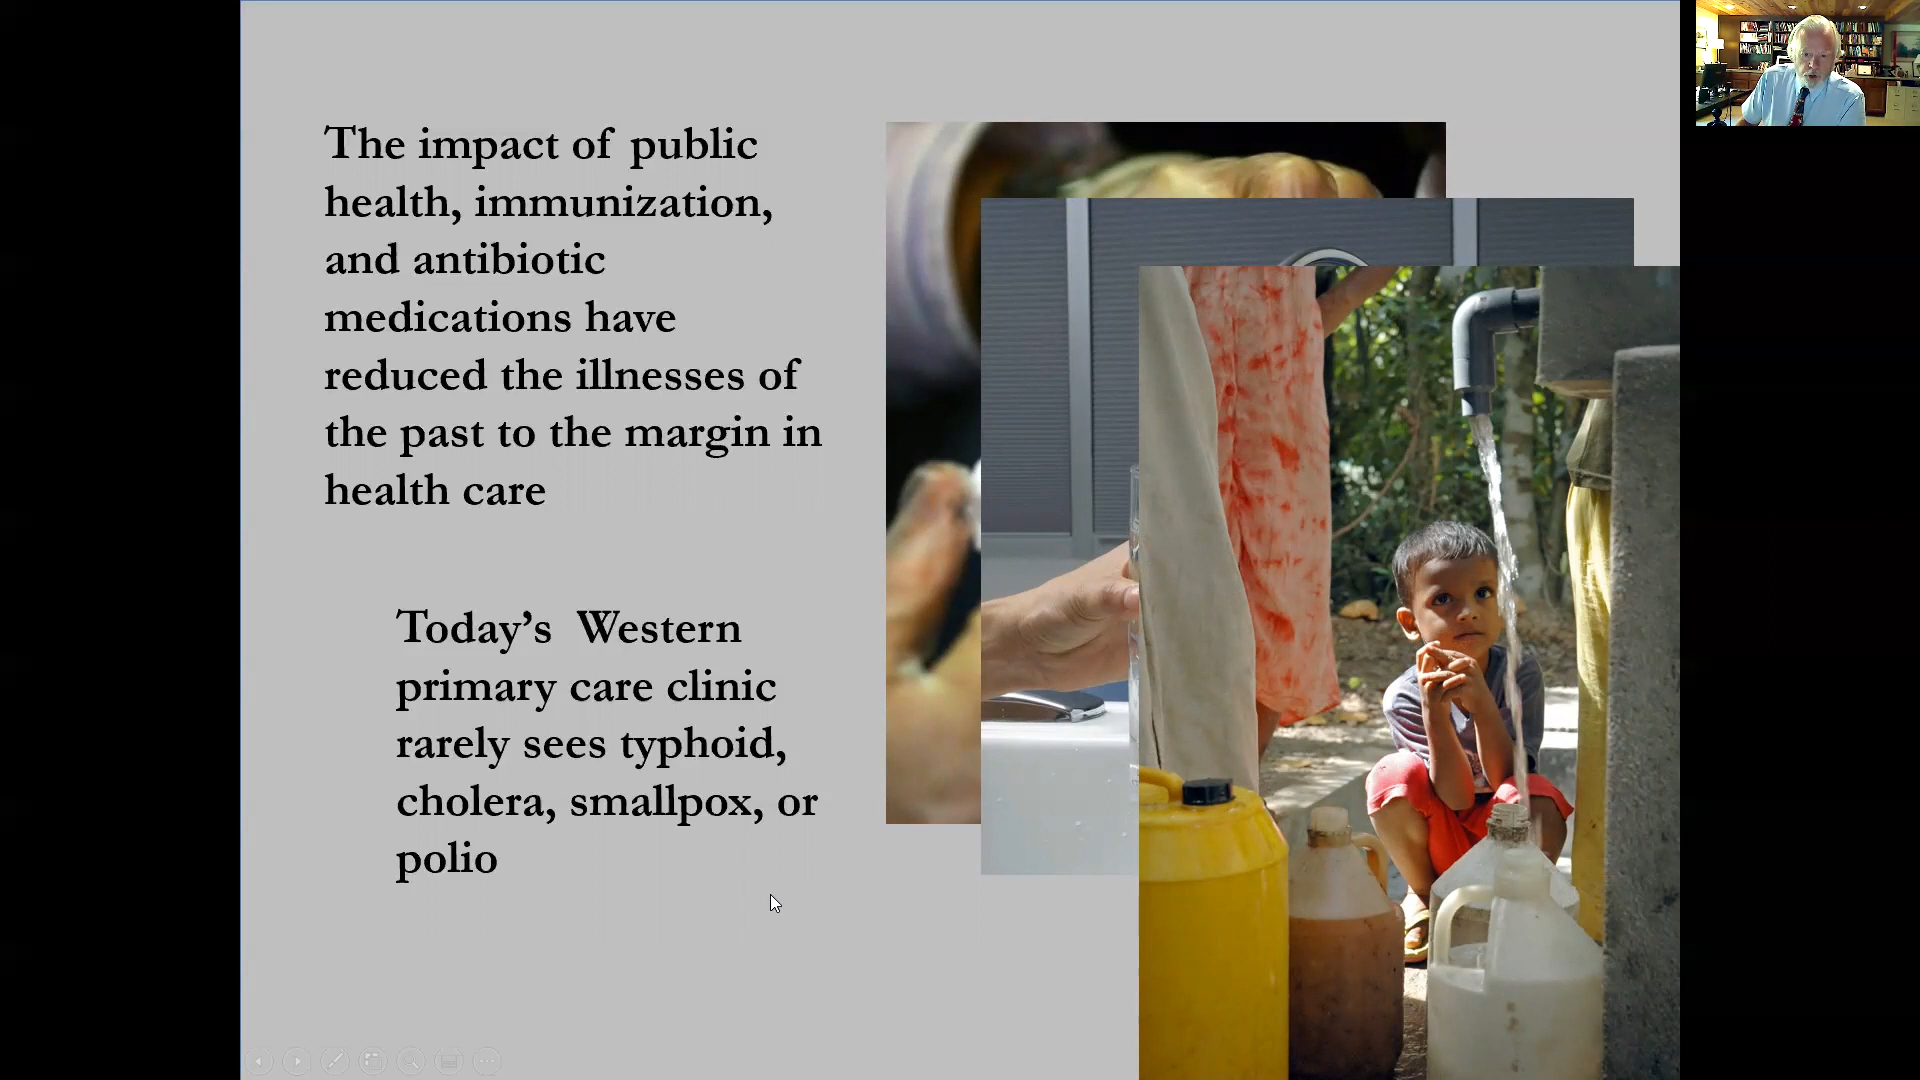 The impact of public
health, immunization,
and antibiotic
medications have
reduced the illnesses of
the past to the margin in
health care
Today’s Western
primary care clinic
rarely sees typhoid,
cholera, smallpox, or
polio